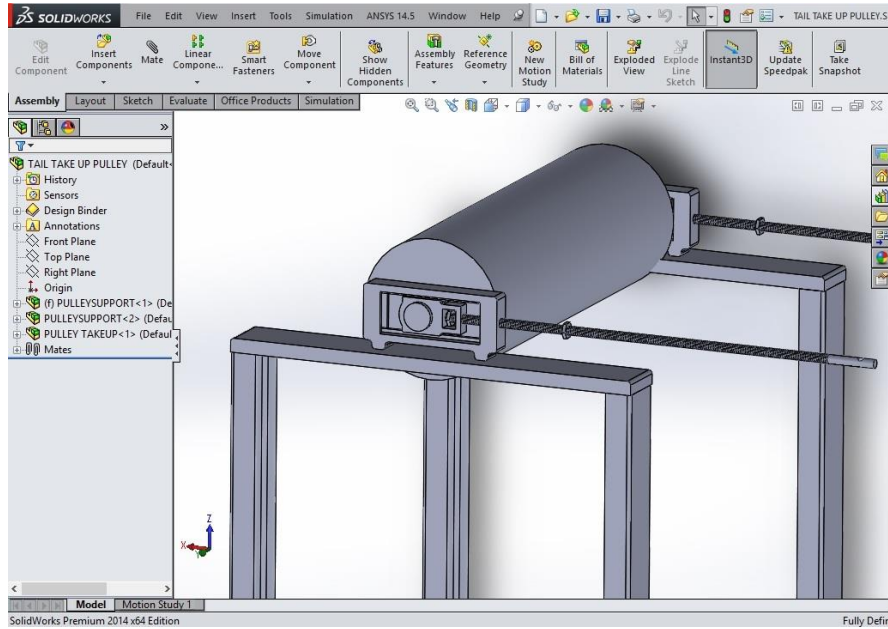 SOLIDWORKS File Edit View Insert Tools Simulation ANSYS 14.5 Window Help TAIL TAKE UP PULLEY.S
Edit Component
Insert Components
Mate
Linear Compone...
Smart Fasteners
Move Component
Show Hidden Components
Assembly Features
Reference Geometry
New Motion Study
Bill of Materials
Exploded View
Explode Line Sketch
Instant3D
Update Speedpak
Take Snapshot
Assembly Layout Sketch Evaluate Office Products Simulation
TAIL TAKE UP PULLEY (Default<
History
Sensors
Design Binder
Annotations
Front Plane
Top Plane
Right Plane
Origin
(f) PULLEYSUPPORT<1> (De
PULLEYSUPPORT<2> (Defau
PULLEY TAKEUP<1> (Defaul
Mates
Z
X
Y
Model Motion Study 1
SolidWorks Premium 2014 x64 Edition Fully Defin